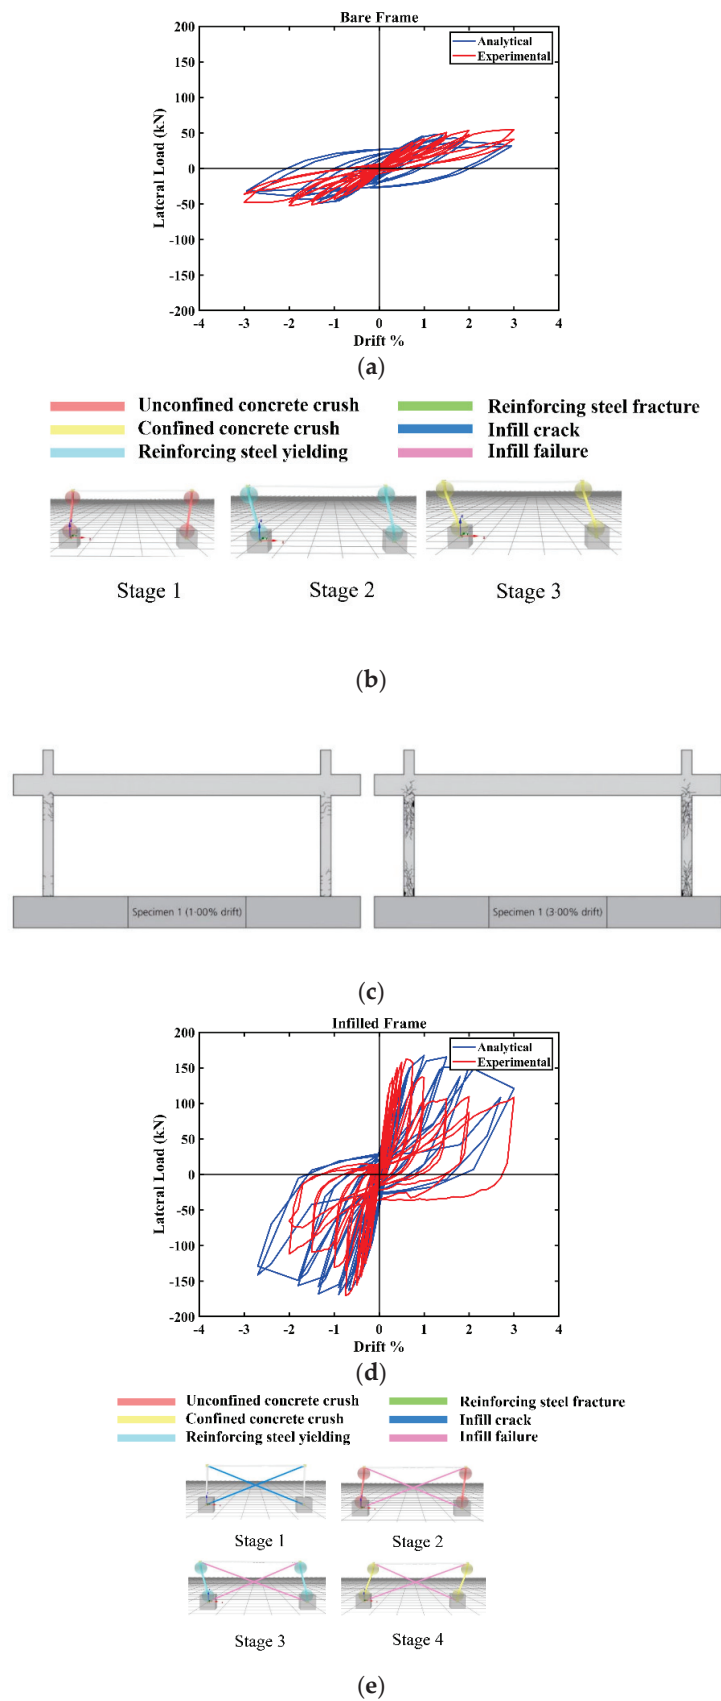 Bare Frame
Analytical
Experimental
200
150
100
50
0
-50
-100
-150
-200
Lateral Load (kN)
-4 -3 -2 -1 0 1 2 3 4
Drift %
(a)
Unconfined concrete crush
Reinforcing steel fracture
Confined concrete crush
Infill crack
Reinforcing steel yielding
Infill failure
Stage 1
Stage 2
Stage 3
(b)
Specimen 1 (1·00% drift)
Specimen 1 (3·00% drift)
(c)
Infilled Frame
Analytical
Experimental
200
150
100
50
0
-50
-100
-150
-200
Lateral Load (kN)
-4 -3 -2 -1 0 1 2 3 4
Drift %
(d)
Unconfined concrete crush
Reinforcing steel fracture
Confined concrete crush
Infill crack
Reinforcing steel yielding
Infill failure
Stage 1
Stage 2
Stage 3
Stage 4
(e)